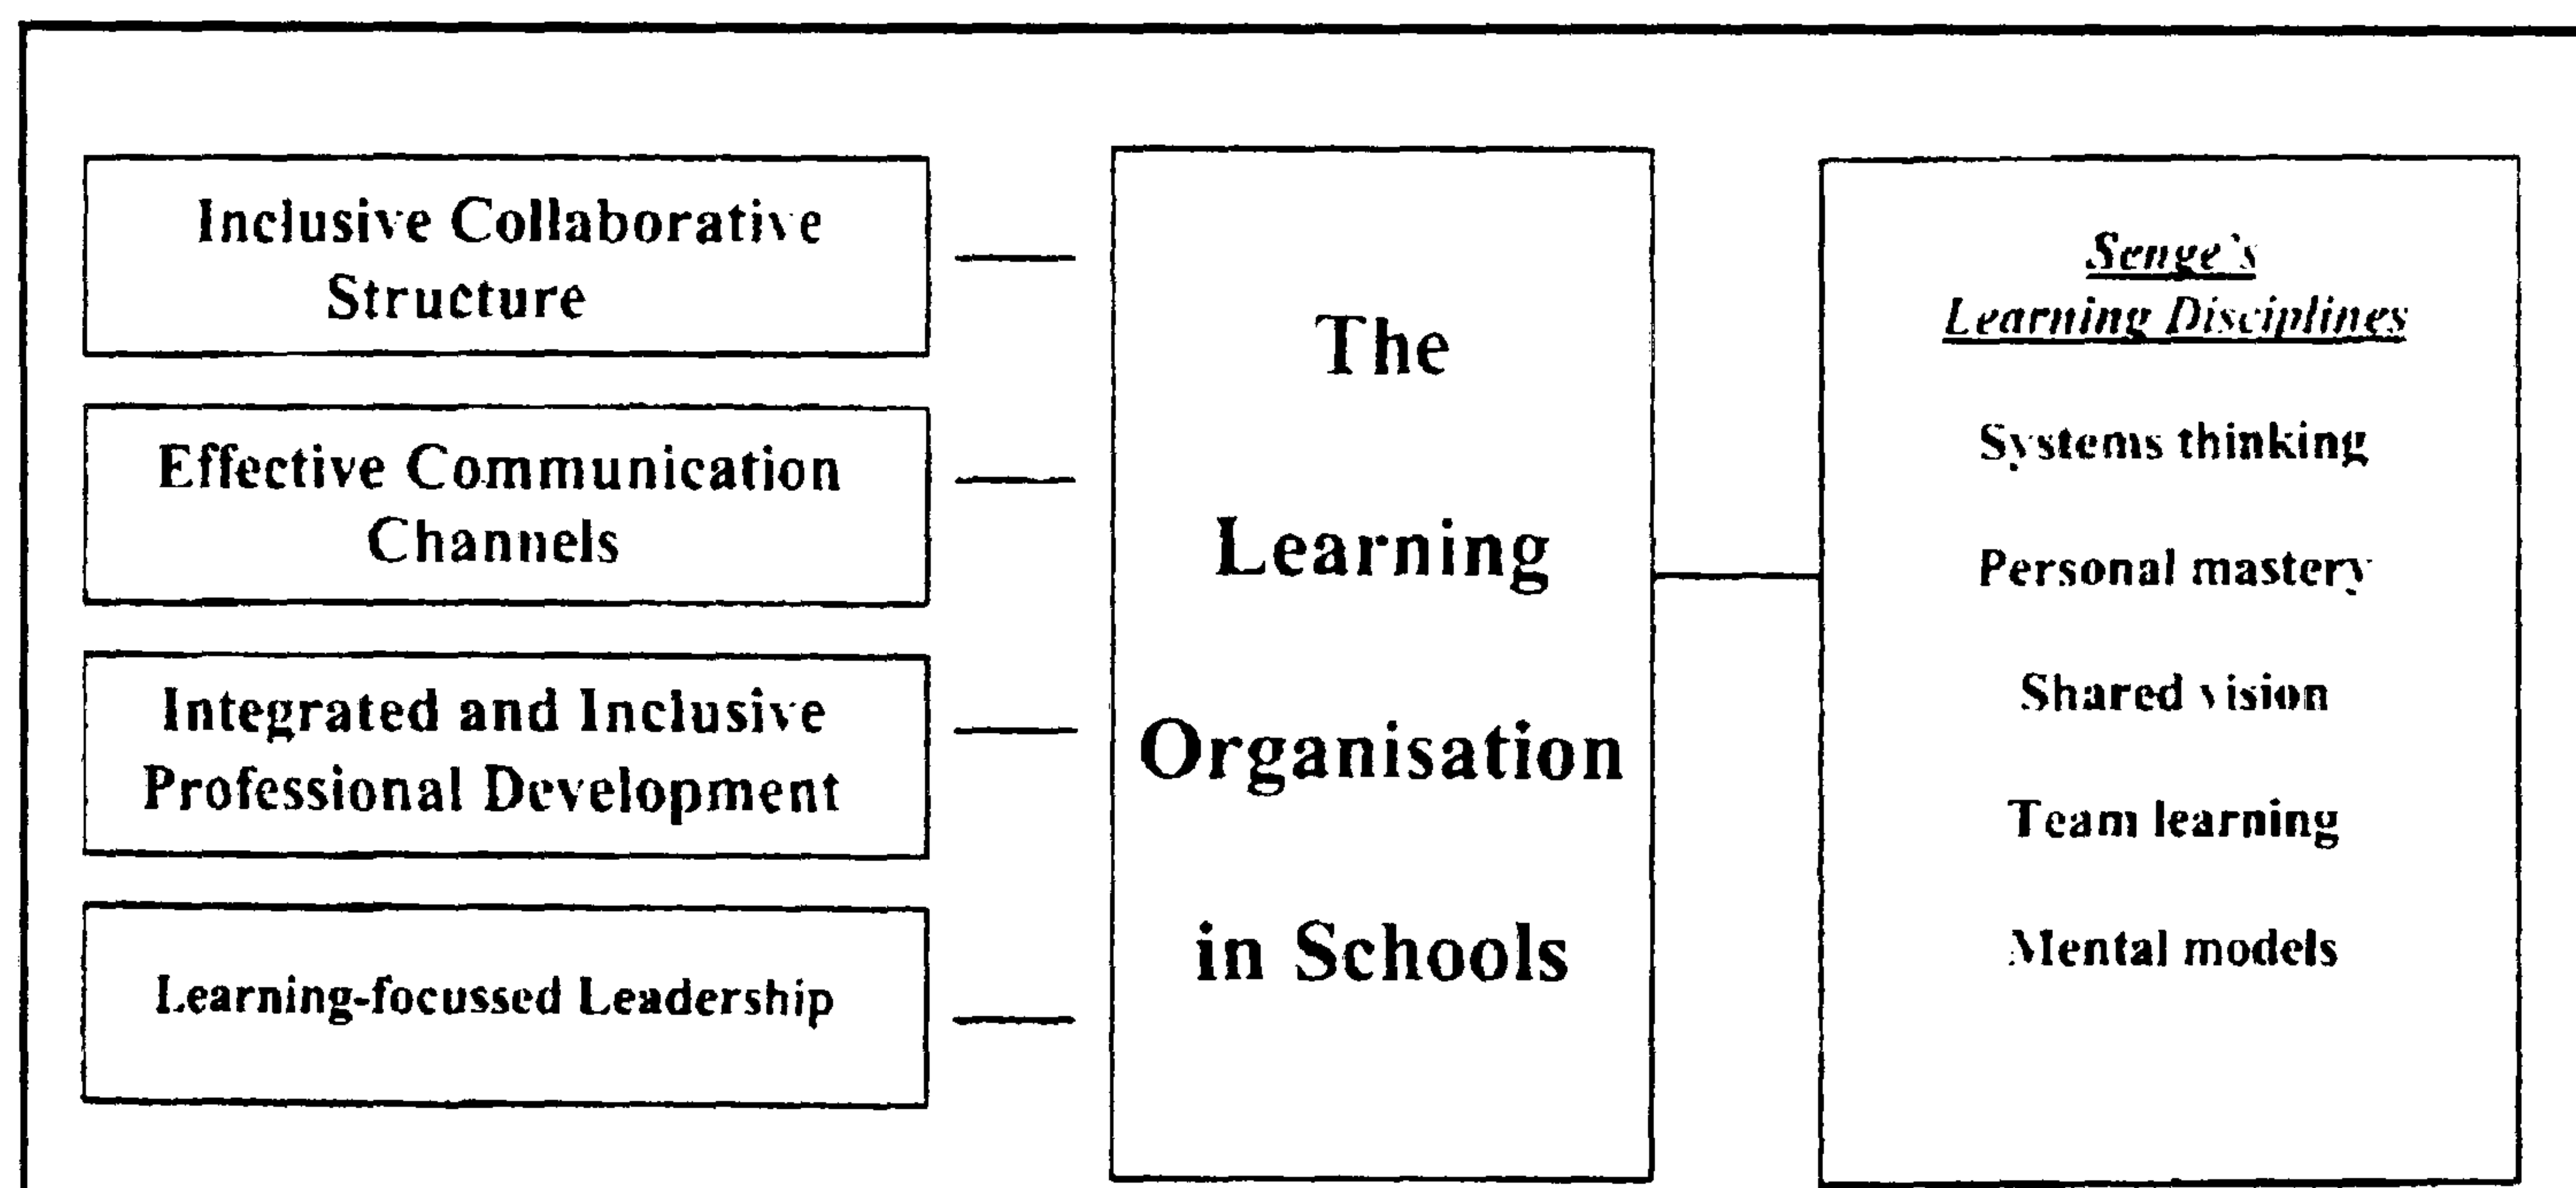 Inclusive Collaborative
Structure
Effective Communication
Channels
Integrated and Inclusive
Professional Development
Learning-focussed Leadership
The
Learning
Organisation
in Schools
Senge's
Learning Disciplines
Systems thinking
Personal mastery
Shared vision
Team learning
Mental models